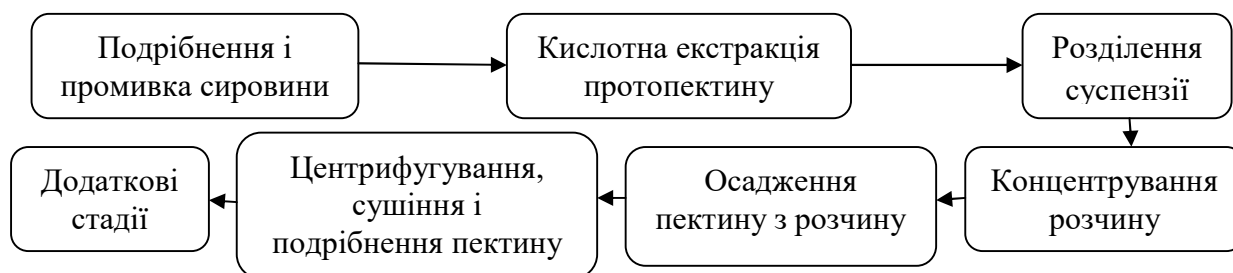 Подрібнення і
промивка сировини
Кислотна екстракція
протопектину
Розділення
суспензії
Концентрування
розчину
Осадження
пектину з розчину
Центрифугування,
сушіння і
подрібнення пектину
Додаткові
стадії